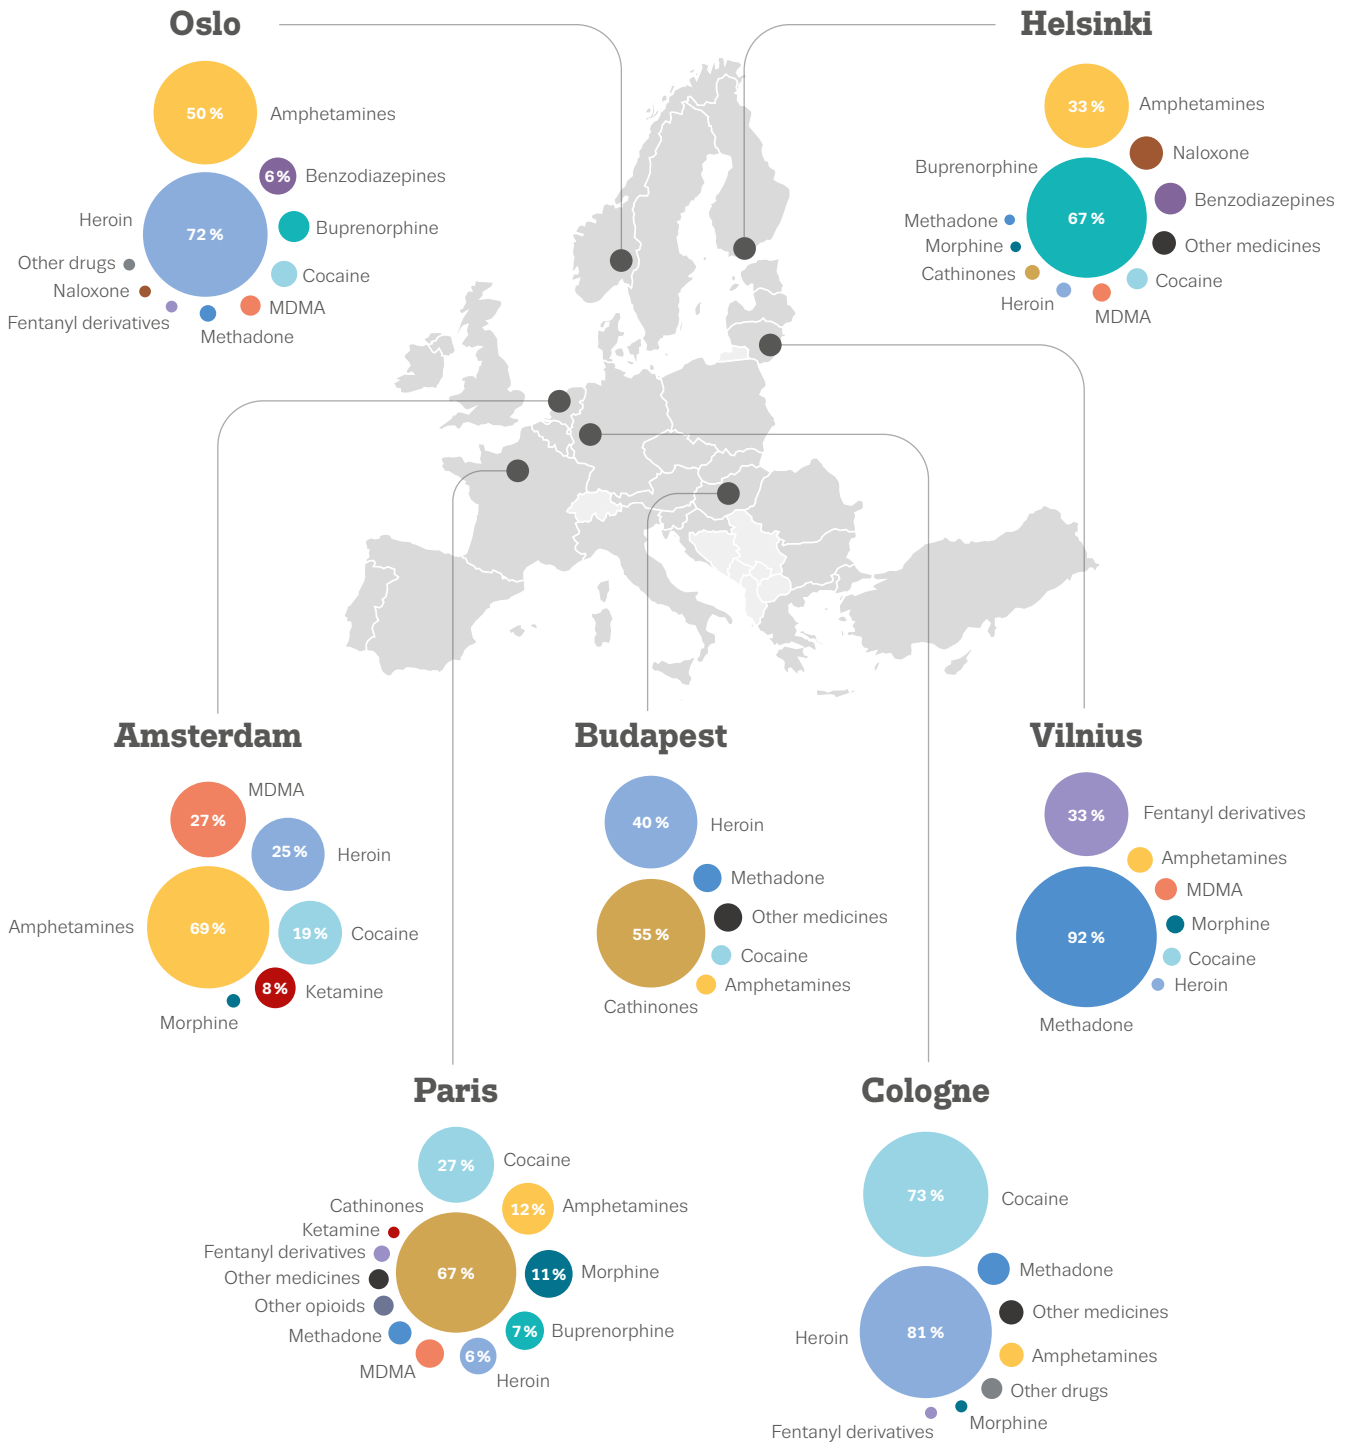 Oslo
50 %
Amphetamines
6 %
Benzodiazepines
Heroin
72 %
Buprenorphine
Other drugs
Cocaine
Naloxone
MDMA
Fentanyl derivatives
Methadone
Helsinki
33 %
Amphetamines
Naloxone
Buprenorphine
67 %
Benzodiazepines
Methadone
Morphine
Other medicines
Cathinones
Cocaine
Heroin
MDMA
Amsterdam
MDMA
27 %
25 %
Heroin
Amphetamines
69 %
19 %
Cocaine
8 %
Ketamine
Morphine
Budapest
40 %
Heroin
Methadone
Other medicines
55 %
Cocaine
Amphetamines
Cathinones
Vilnius
33 %
Fentanyl derivatives
Amphetamines
MDMA
Morphine
92 %
Cocaine
Heroin
Methadone
Paris
27 %
Cocaine
Cathinones
12 %
Amphetamines
Ketamine
Fentanyl derivatives
67 %
11 %
Morphine
Other medicines
Other opioids
Methadone
7 %
Buprenorphine
MDMA
6 %
Heroin
Cologne
73 %
Cocaine
Methadone
Other medicines
Heroin
81 %
Amphetamines
Other drugs
Morphine
Fentanyl derivatives